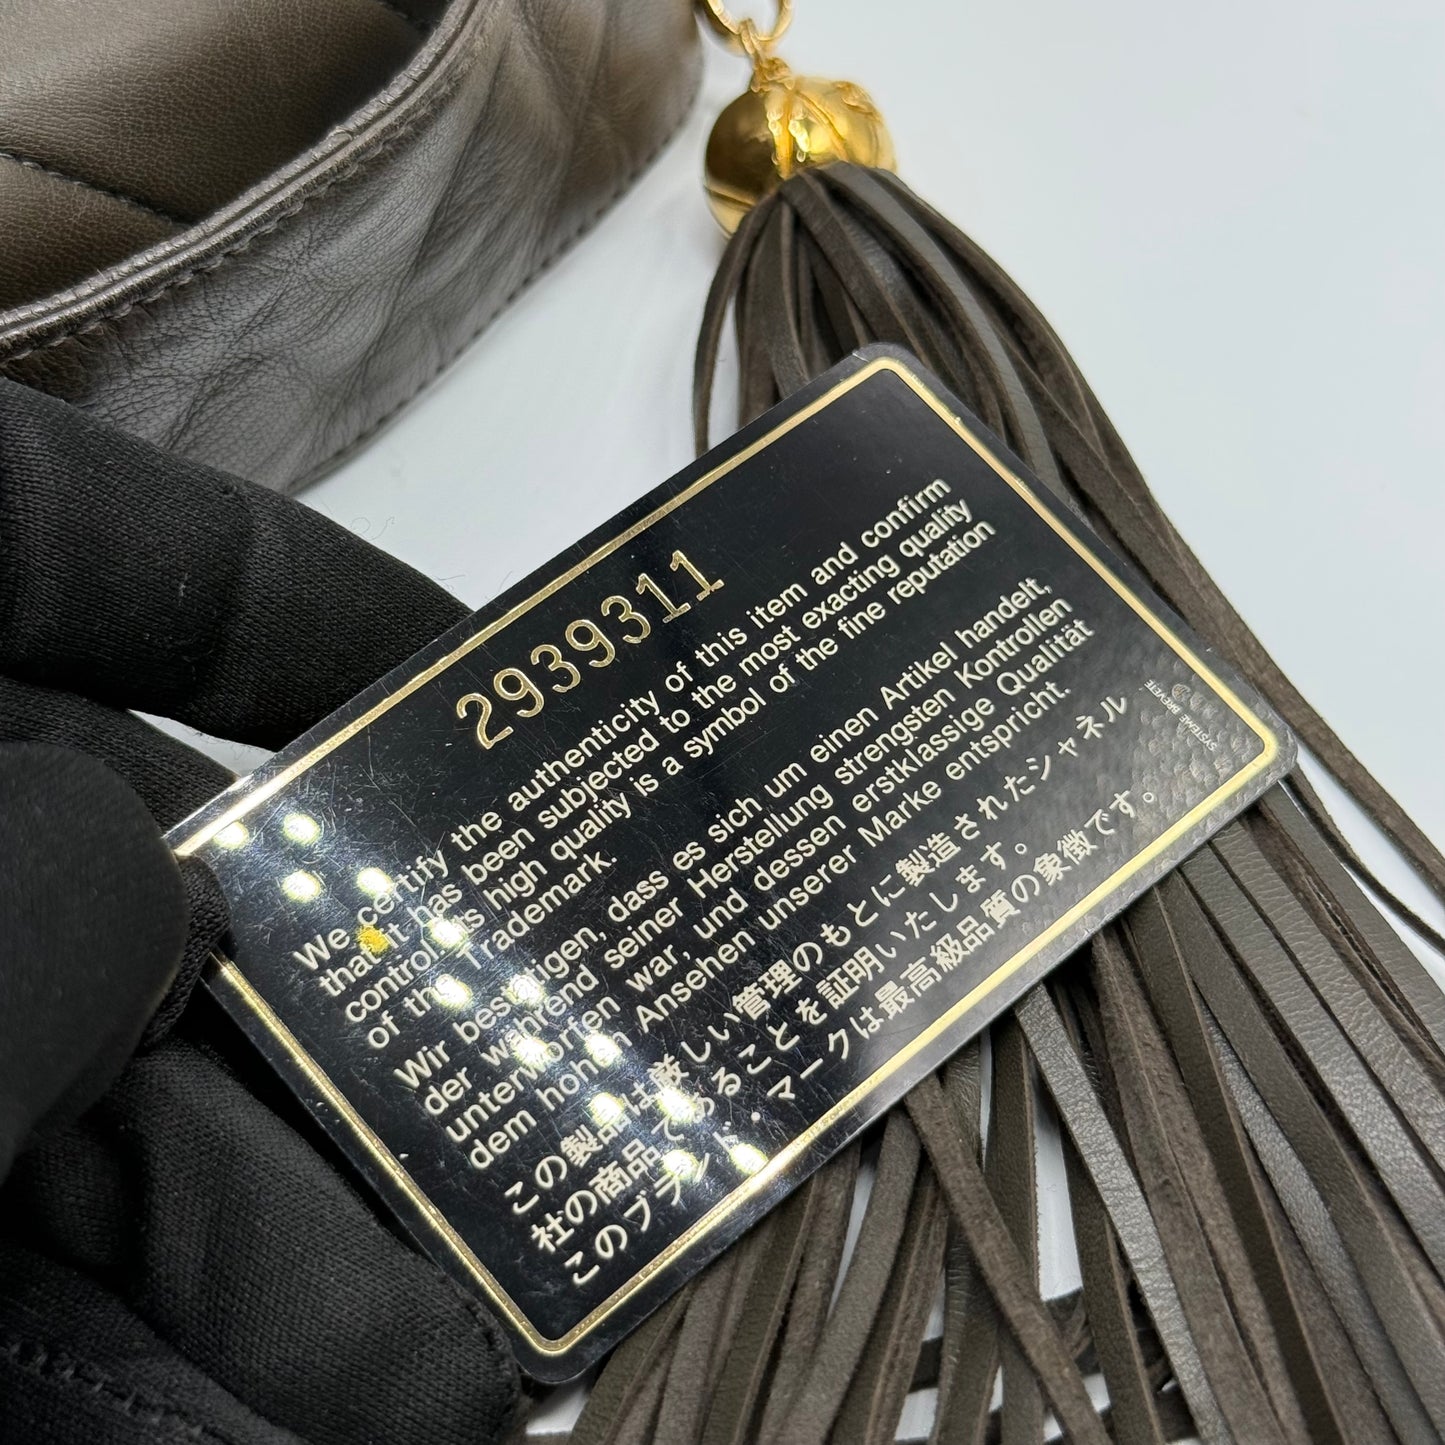 2939311
We certify the authenticity of this item and confirm
that it has been subjected to the most exacting quality
control. Its high quality is a symbol of the fine reputation
of the Trademark.
Wir bestätigen, dass es sich um einen Artikel handelt,
der während seiner Herstellung strengsten Kontrollen
unterworfen war, und dessen erstklassige Qualität
dem hohen Ansehen unserer Marke entspricht.
この製品は厳しい管理のもとに製造されたシャネル
社の商品であることを証明いたします。
このブランド・マークは最高級品質の象徴です。
SYSTEME BREVETE